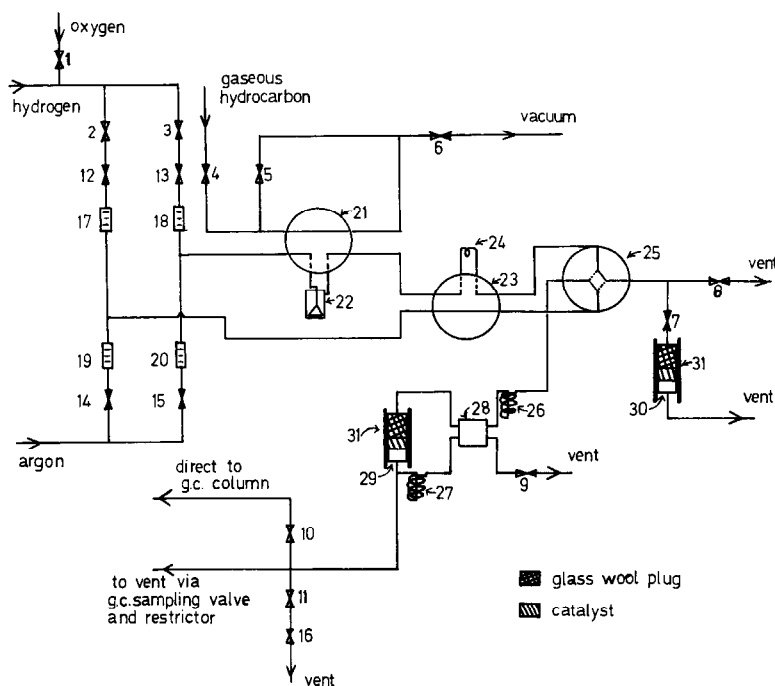 oxygen
1
hydrogen
gaseous
hydrocarbon
2
3
4
5
6
vacuum
12
13
17
18
21
24
25
vent
22
23
8
7
19
20
31
14
15
28
26
30
vent
31
argon
29
27
9
vent
direct to
g.c. column
10
to vent via
g.c. sampling valve
and restrictor
11
glass wool plug
16
catalyst
vent